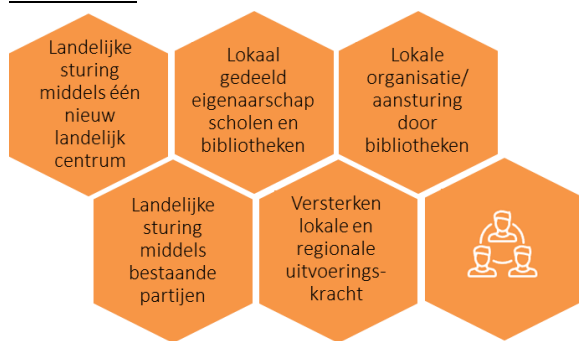 Landelijke
sturing
middels één
nieuw
landelijk
centrum
Lokaal
gedeeld
eigenaarschap
scholen en
bibliotheken
Lokale
organisatie/
aansturing
door
bibliotheken
Landelijke
sturing
middels
bestaande
partijen
Versterken
lokale en
regionale
uitvoerings-
kracht